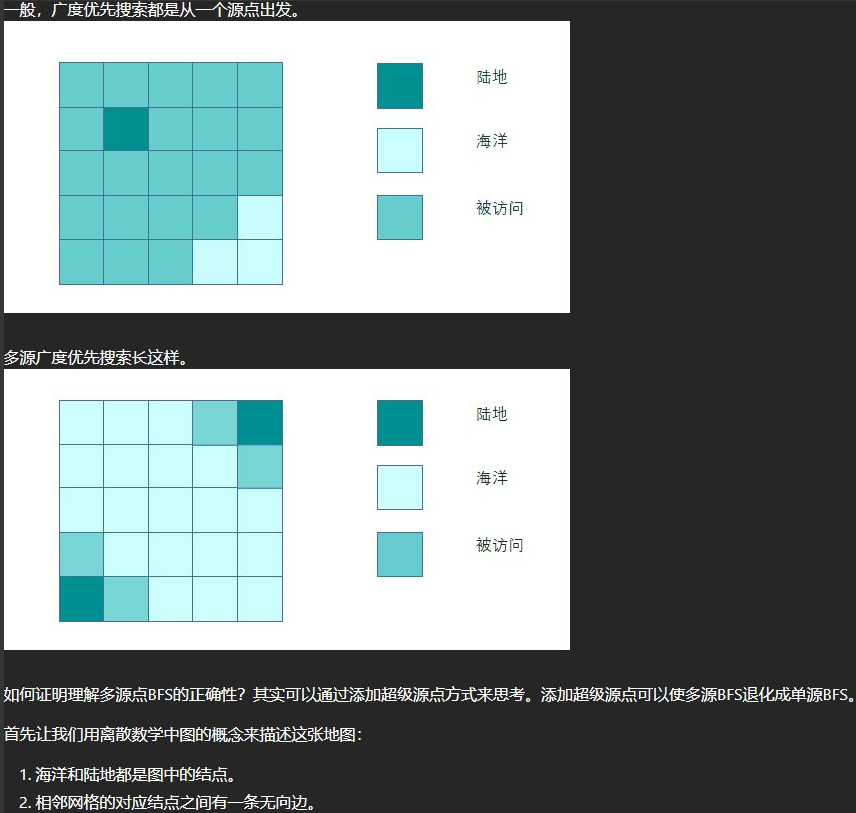 一般，广度优先搜索都是从一个源点出发。
陆地
海洋
被访问
多源广度优先搜索长这样。
陆地
海洋
被访问
如何证明理解多源点BFS的正确性？其实可以通过添加超级源点方式来思考。添加超级源点可以使多源BFS退化成单源BFS。
首先让我们用离散数学中图的概念来描述这张地图：
1. 海洋和陆地都是图中的结点。
2. 相邻网格的对应结点之间有一条无向边。